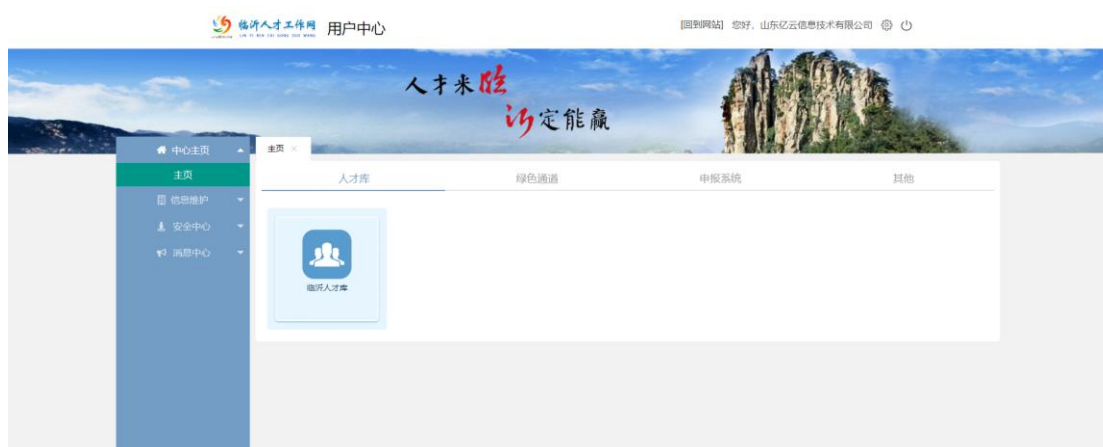 临沂人才工作网 用户中心 [回到网站] 您好，山东亿云信息技术有限公司
人才来临
沂定能赢
中心主页 主页 ×
主页 人才库 绿色通道 申报系统 其他
信息维护
安全中心
消息中心
临沂人才库